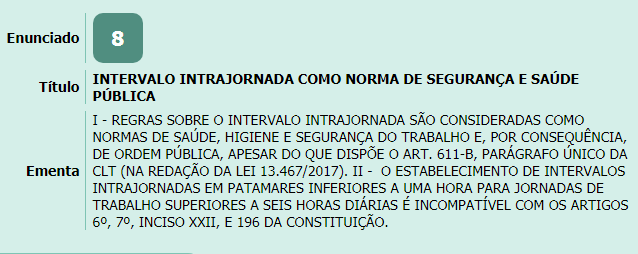 Enunciado 8
Título INTERVALO INTRAJORNADA COMO NORMA DE SEGURANÇA E SAÚDE
PÚBLICA
I - REGRAS SOBRE O INTERVALO INTRAJORNADA SÃO CONSIDERADAS COMO
NORMAS DE SAÚDE, HIGIENE E SEGURANÇA DO TRABALHO E, POR CONSEQUÊNCIA,
DE ORDEM PÚBLICA, APESAR DO QUE DISPÕE O ART. 611-B, PARÁGRAFO ÚNICO DA
Ementa CLT (NA REDAÇÃO DA LEI 13.467/2017). II - O ESTABELECIMENTO DE INTERVALOS
INTRAJORNADAS EM PATAMARES INFERIORES A UMA HORA PARA JORNADAS DE
TRABALHO SUPERIORES A SEIS HORAS DIÁRIAS É INCOMPATÍVEL COM OS ARTIGOS
6º, 7º, INCISO XXII, E 196 DA CONSTITUIÇÃO.